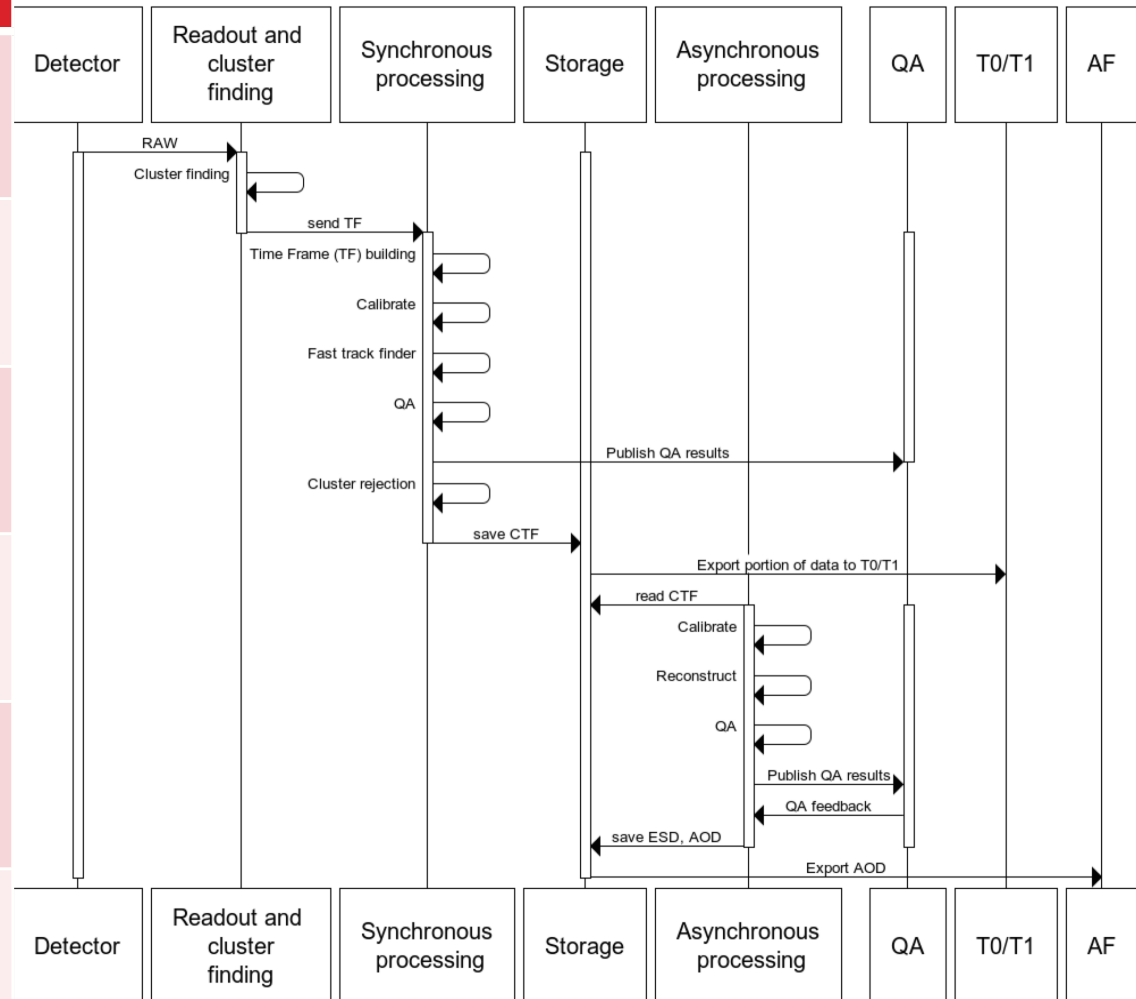 Detector
Readout and
cluster
finding
Synchronous
processing
Storage
Asynchronous
processing
QA
T0/T1
AF
RAW
Cluster finding
send TF
Time Frame (TF) building
Calibrate
Fast track finder
QA
Publish QA results
Cluster rejection
save CTF
Export portion of data to T0/T1
read CTF
Calibrate
Reconstruct
QA
Publish QA results
QA feedback
save ESD, AOD
Export AOD
Detector
Readout and
cluster
finding
Synchronous
processing
Storage
Asynchronous
processing
QA
T0/T1
AF